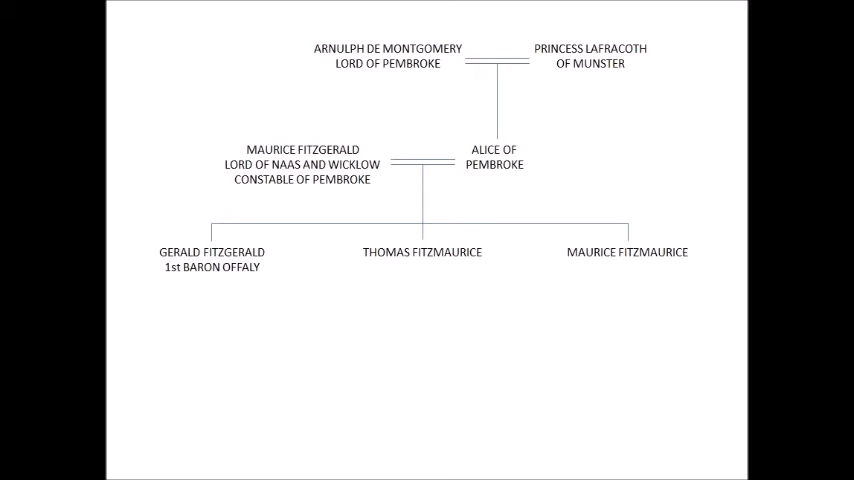 ARNULPH DE MONTGOMERY
LORD OF PEMBROKE
PRINCESS LAFRACOTH
OF MUNSTER
MAURICE FITZGERALD
LORD OF NAAS AND WICKLOW
CONSTABLE OF PEMBROKE
ALICE OF
PEMBROKE
GERALD FITZGERALD
1st BARON OFFALY
THOMAS FITZMAURICE
MAURICE FITZMAURICE